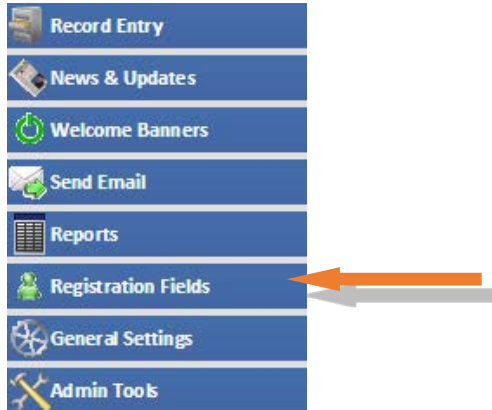 Record Entry
News & Updates
Welcome Banners
Send Email
Reports
Registration Fields
General Settings
Admin Tools